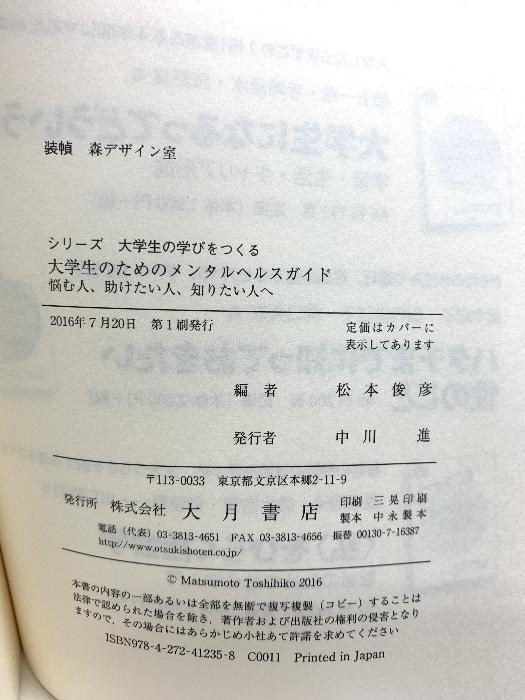 装幀　森デザイン室
シリーズ　大学生の学びをつくる
大学生のためのメンタルヘルスガイド
悩む人、助けたい人、知りたい人へ
2016年7月20日　第1刷発行
定価はカバーに
表示してあります
編者　松本俊彦
発行者　中川　進
〒113-0033　東京都文京区本郷2-11-9
発行所　株式会社　大月書店　印刷　三晃印刷
製本　中永製本
電話（代表）03-3813-4651　FAX 03-3813-4656　振替 00130-7-16387
http://www.otsukishoten.co.jp/
© Matsumoto Toshihiko 2016
本書の内容の一部あるいは全部を無断で複写複製（コピー）することは
法律で認められた場合を除き，著作者および出版社の権利の侵害となり
ますので，その場合にはあらかじめ小社あて許諾を求めてください
ISBN978-4-272-41235-8　C0011　Printed in Japan